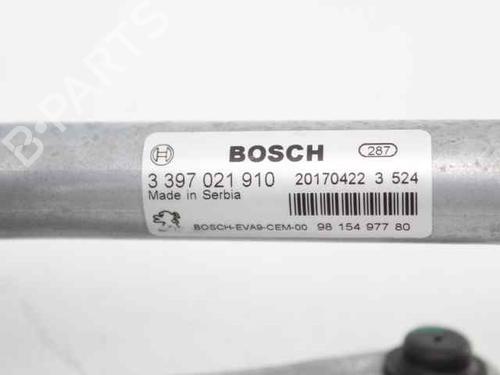 B-PARTS
BOSCH 287
3 397 021 910 20170422 3 524
Made in Serbia
BOSCH-EVA9-CEM-00 98 154 977 80